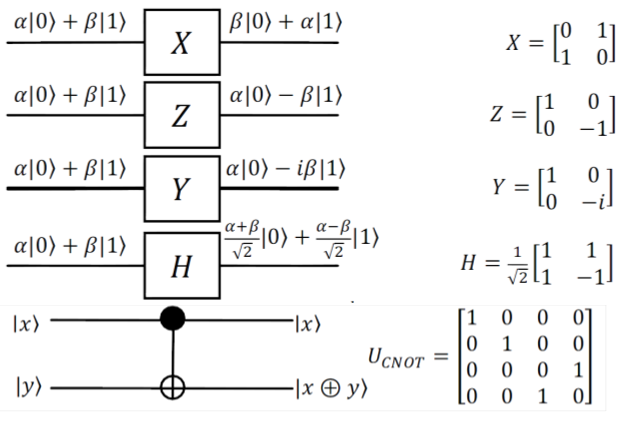 α|0⟩ + β|1⟩ X β|0⟩ + α|1⟩ X = [0 1; 1 0]
α|0⟩ + β|1⟩ Z α|0⟩ − β|1⟩ Z = [1 0; 0 −1]
α|0⟩ + β|1⟩ Y α|0⟩ − iβ|1⟩ Y = [1 0; 0 −i]
α|0⟩ + β|1⟩ H (α+β)/√2 |0⟩ + (α−β)/√2 |1⟩ H = 1/√2 [1 1; 1 −1]
|x⟩ |x⟩
|y⟩ |x ⊕ y⟩ U_CNOT = [1 0 0 0; 0 1 0 0; 0 0 0 1; 0 0 1 0]